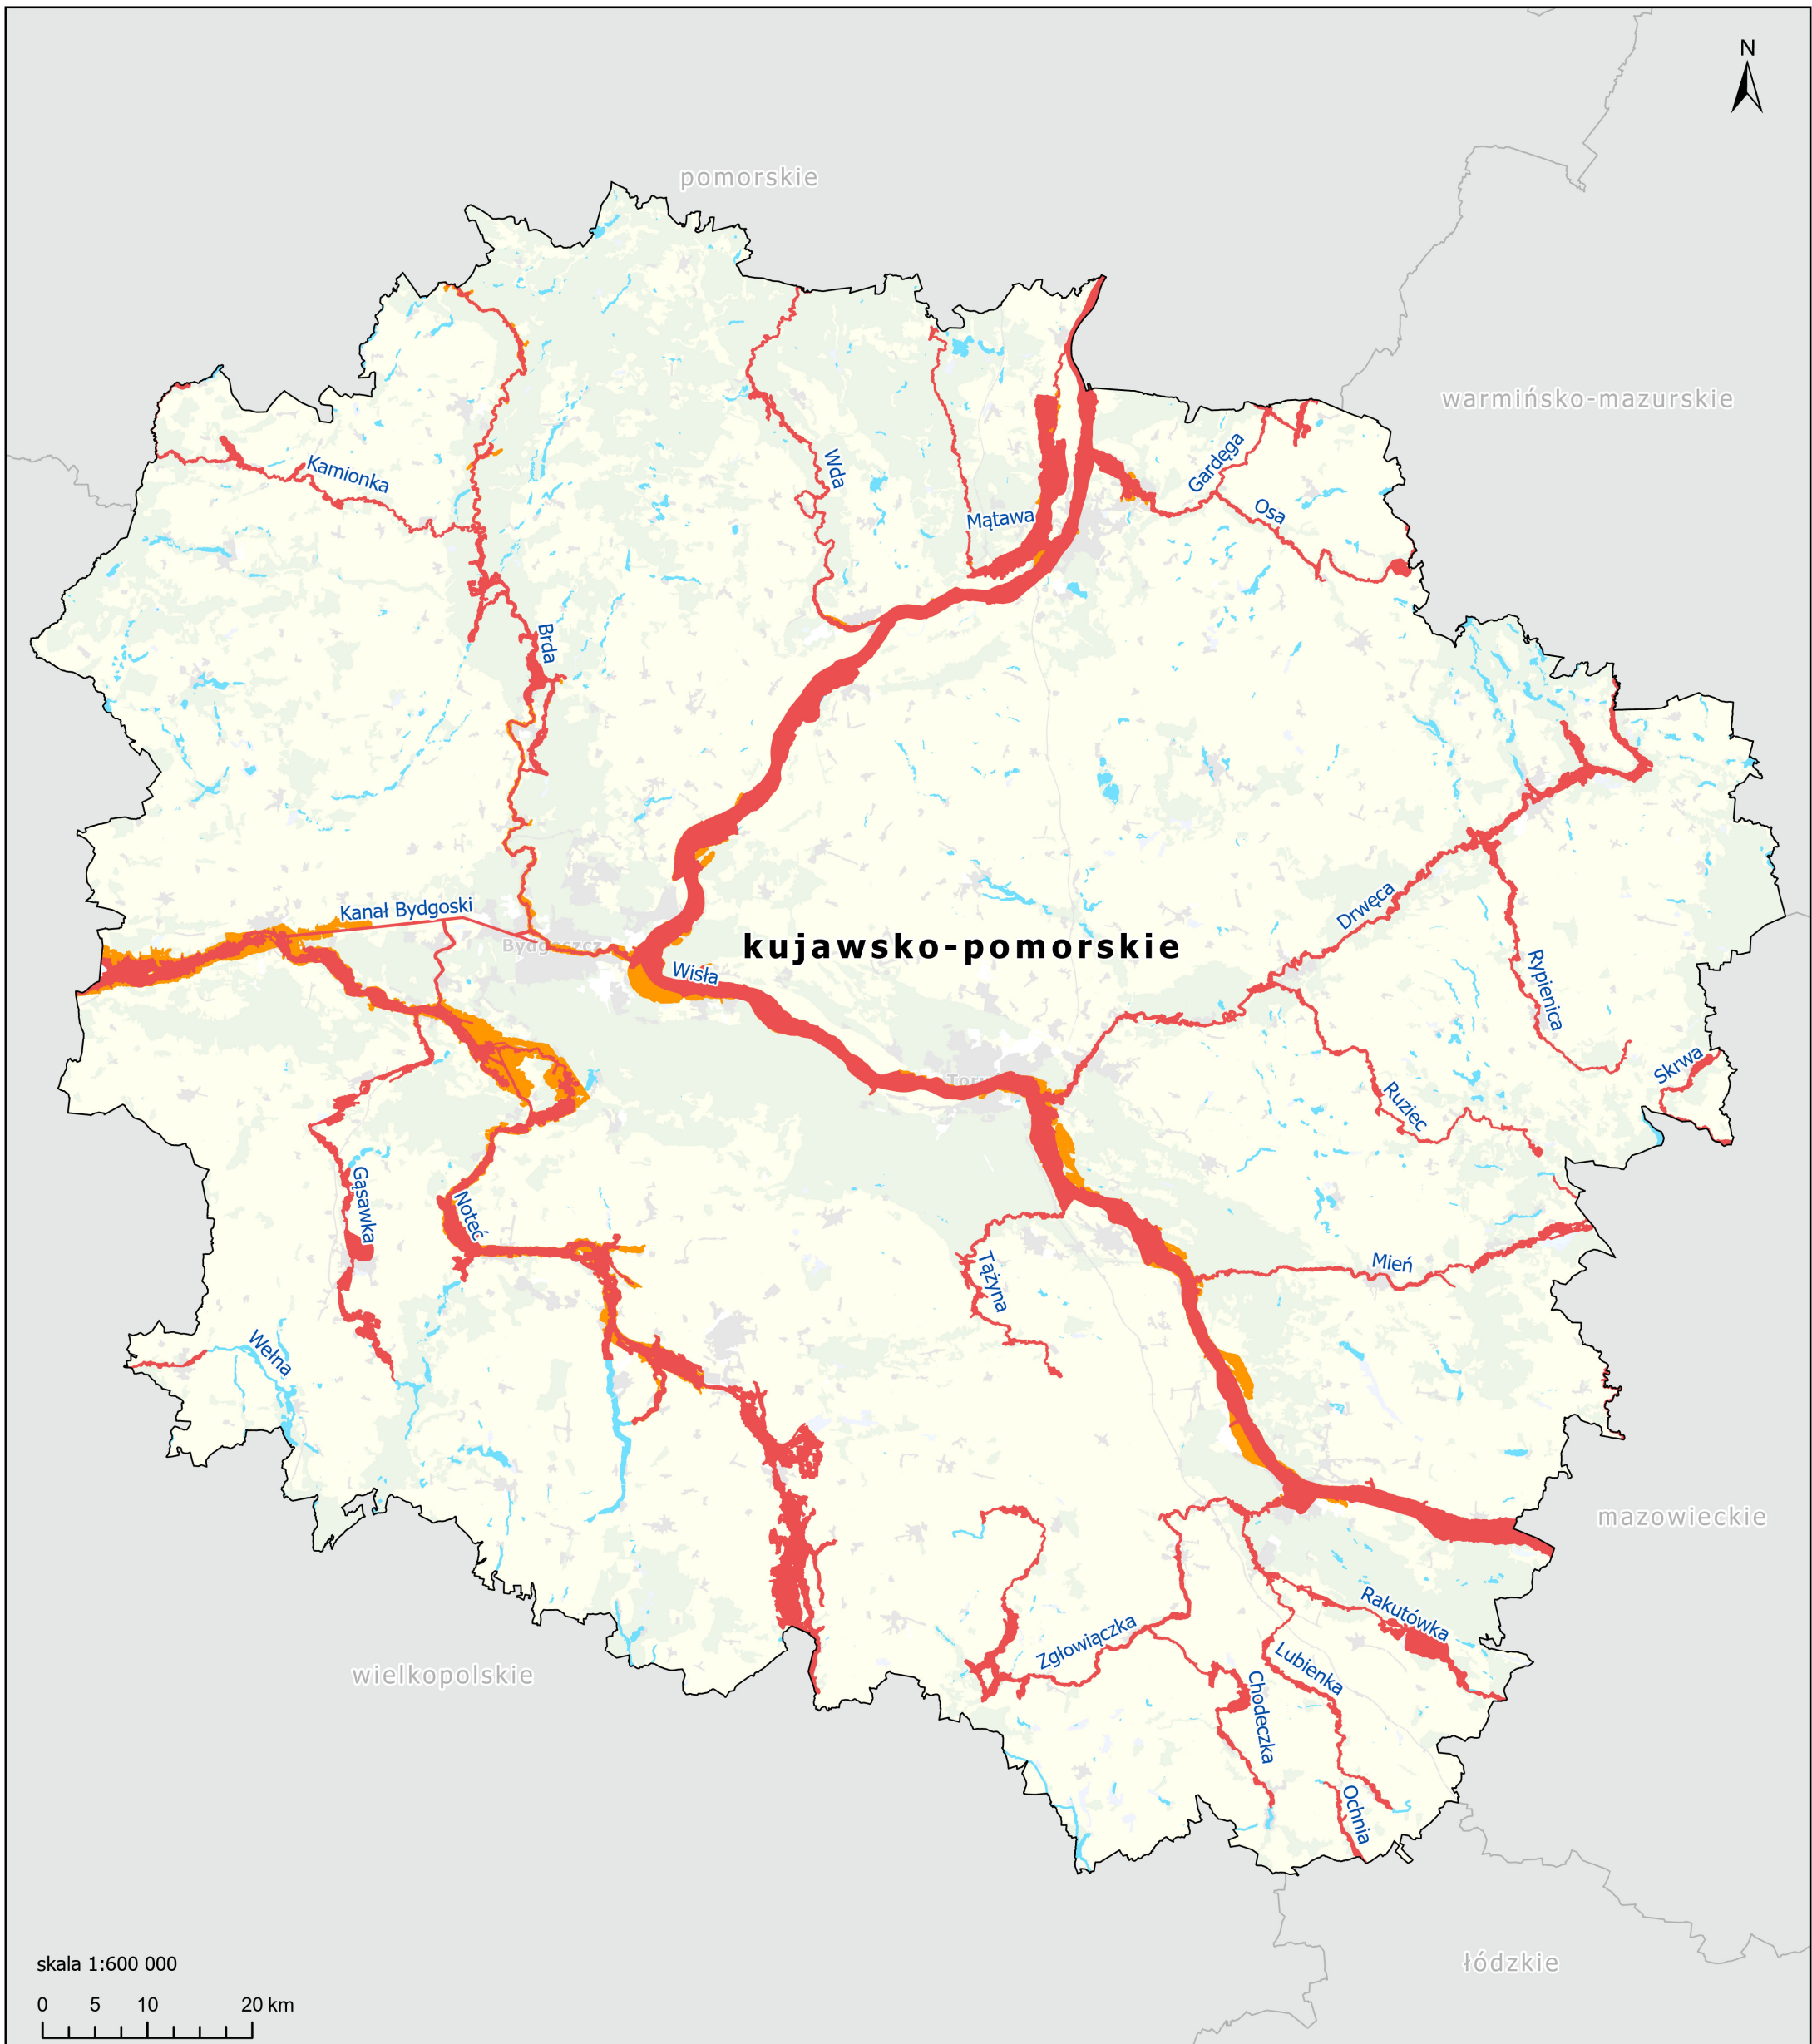 N
pomorskie
warmińsko-mazurskie
Kamionka
Wda
Gardęga
Mątawa
Osa
Brda
Kanał Bydgoski
Drwęca
Bydgoszcz
kujawsko-pomorskie
Wisła
Rypienica
Skrwa
Toruń
Ruziec
Gąsawka
Noteć
Tążyna
Mień
Wełna
mazowieckie
Rakutówka
Zgłowiączka
Lubienka
wielkopolskie
Chodeczka
Ochnia
skala 1:600 000
łódzkie
0 5 10 20 km